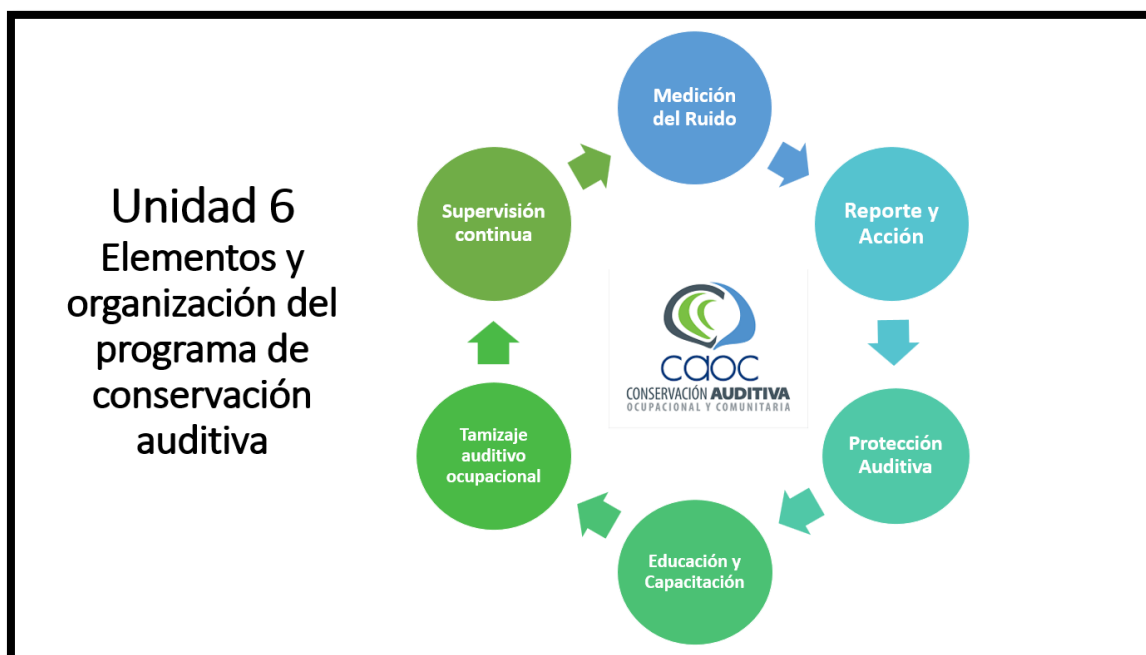 Unidad 6
Elementos y
organización del
programa de
conservación
auditiva
Medición
del Ruido
Reporte y
Acción
Protección
Auditiva
Educación y
Capacitación
Tamizaje
auditivo
ocupacional
Supervisión
continua
caoc
CONSERVACIÓN AUDITIVA
OCUPACIONAL Y COMUNITARIA